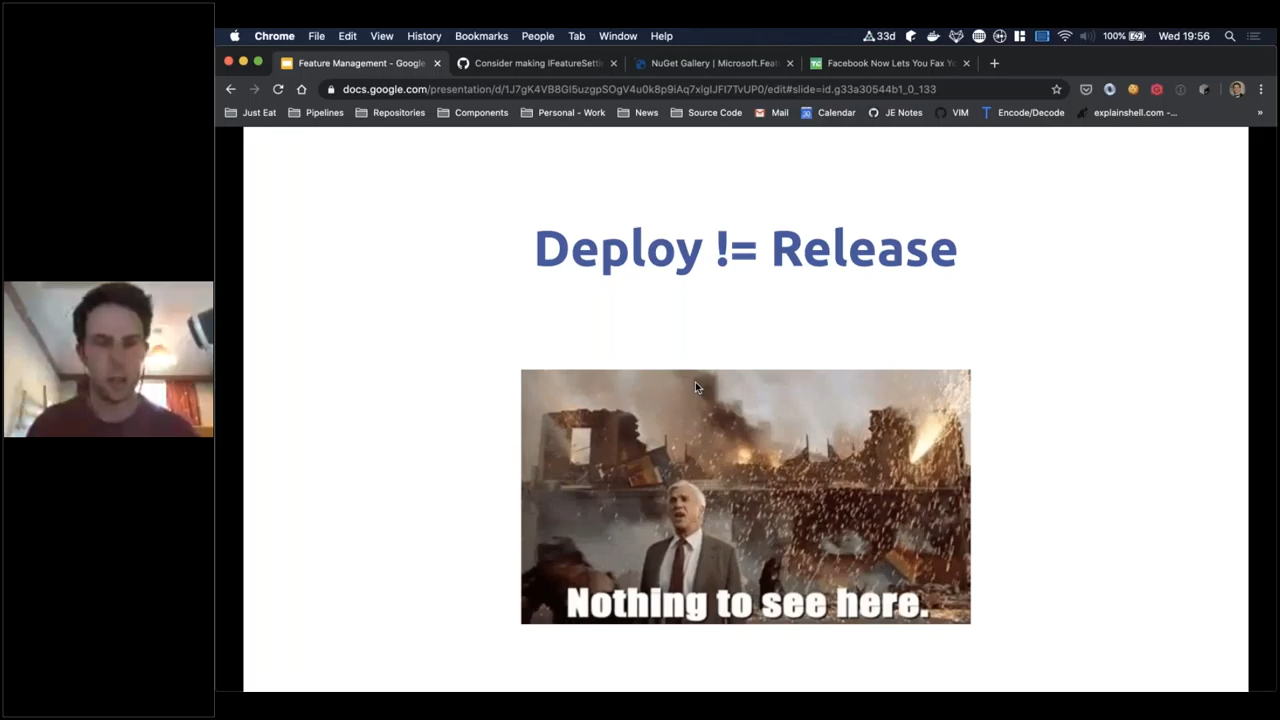 Chrome File Edit View History Bookmarks People Tab Window Help 33d 100% Wed 19:56
Feature Management - Google Consider making IFeatureSetti NuGet Gallery | Microsoft.Feat Facebook Now Lets You Fax Yo
docs.google.com/presentation/d/1J7gK4VB8Gl5uzgpSOgV4u0k8p9iAq7xIgIJFI7TvUP0/edit#slide=id.g33a30544b1_0_133
Just Eat Pipelines Repositories Components Personal - Work News Source Code Mail Calendar JE Notes VIM Encode/Decode explainshell.com -... »
Deploy != Release
Nothing to see here.